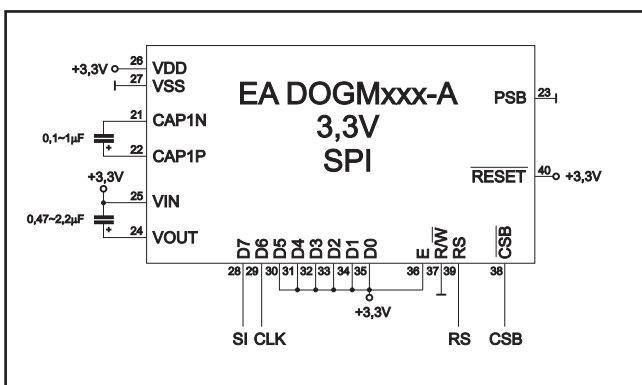 +3,3V 26 VDD
27 VSS
EA DOGMxxx-A
3,3V
SPI
PSB 23
21 CAP1N
0,1~1µF
22 CAP1P
+3,3V
RESET 40 +3,3V
25 VIN
0,47~2,2µF
24 VOUT
D7 D6 D5 D4 D3 D2 D1 D0 E R/W RS CSB
28 29 30 31 32 33 34 35 36 37 39 38
+3,3V
SI CLK RS CSB